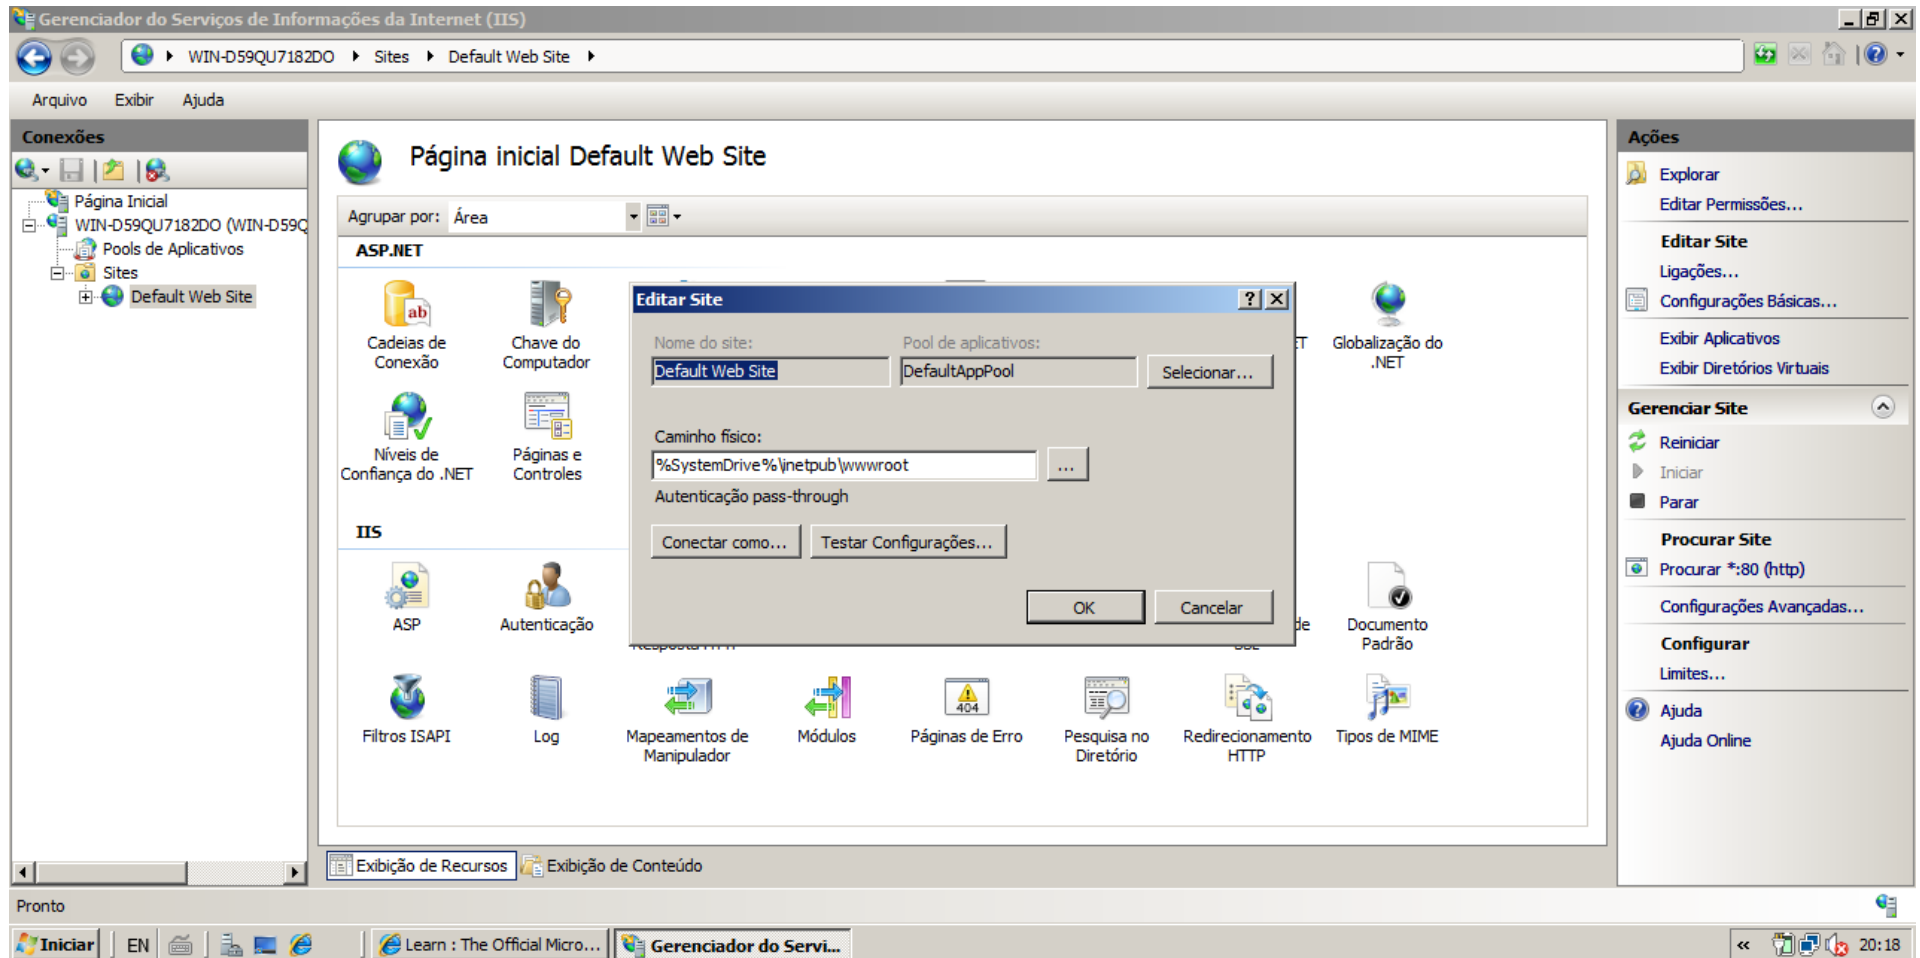 Gerenciador do Serviços de Informações da Internet (IIS)
WIN-D59QU7182DO Sites Default Web Site
Arquivo Exibir Ajuda
Conexões
Página Inicial
WIN-D59QU7182DO (WIN-D59Q
Pools de Aplicativos
Sites
Default Web Site
Página inicial Default Web Site
Agrupar por: Área
ASP.NET
Cadeias de
Conexão
Chave do
Computador
Globalização do
.NET
Níveis de
Confiança do .NET
Páginas e
Controles
IIS
ASP
Autenticação
Documento
Padrão
Filtros ISAPI
Log
Mapeamentos de
Manipulador
Módulos
404
Páginas de Erro
Pesquisa no
Diretório
Redirecionamento
HTTP
Tipos de MIME
Editar Site
Nome do site:
Pool de aplicativos:
Default Web Site
DefaultAppPool
Selecionar...
Caminho físico:
%SystemDrive%\inetpub\wwwroot
...
Autenticação pass-through
Conectar como...
Testar Configurações...
OK
Cancelar
Exibição de Recursos
Exibição de Conteúdo
Ações
Explorar
Editar Permissões...
Editar Site
Ligações...
Configurações Básicas...
Exibir Aplicativos
Exibir Diretórios Virtuais
Gerenciar Site
Reiniciar
Iniciar
Parar
Procurar Site
Procurar *:80 (http)
Configurações Avançadas...
Configurar
Limites...
Ajuda
Ajuda Online
Pronto
Iniciar
EN
Learn : The Official Micro...
Gerenciador do Servi...
20:18